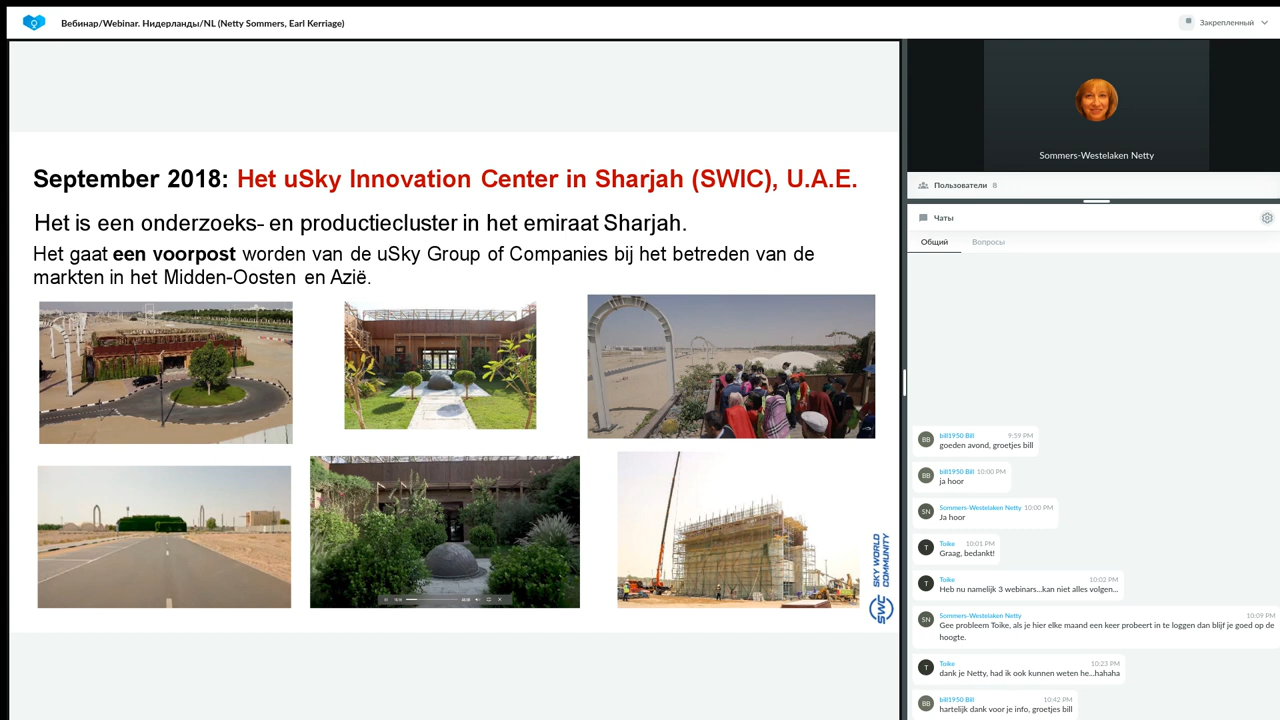 Вебинар/Webinar. Нидерланды/NL (Netty Sommers, Earl Kerriage)
Закрепленный
September 2018: Het uSky Innovation Center in Sharjah (SWIC), U.A.E.
Het is een onderzoeks- en productiecluster in het emiraat Sharjah.
Het gaat een voorpost worden van de uSky Group of Companies bij het betreden van de
markten in het Midden-Oosten en Azië.
SKY WORLD
COMMUNITY
SWC
Sommers-Westelaken Netty
Пользователи 8
Чаты
Общий Вопросы
BB
bill1950 Bill 9:59 PM
goeden avond, groetjes bill
BB
bill1950 Bill 10:00 PM
ja hoor
SN
Sommers-Westelaken Netty 10:00 PM
Ja hoor
T
Toike 10:01 PM
Graag, bedankt!
T
Toike 10:02 PM
Heb nu namelijk 3 webinars...kan niet alles volgen...
SN
Sommers-Westelaken Netty 10:09 PM
Gee probleem Toike, als je hier elke maand een keer probeert in te loggen dan blijf je goed op de
hoogte.
T
Toike 10:23 PM
dank je Netty, had ik ook kunnen weten he...hahaha
BB
bill1950 Bill 10:42 PM
hartelijk dank voor je info, groetjes bill